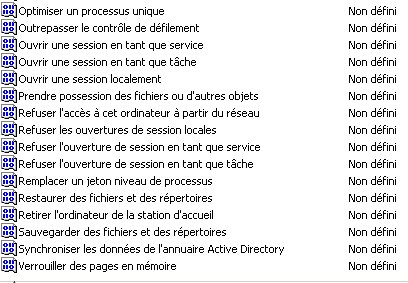 Optimiser un processus unique Non défini
Outrepasser le contrôle de défilement Non défini
Ouvrir une session en tant que service Non défini
Ouvrir une session en tant que tâche Non défini
Ouvrir une session localement Non défini
Prendre possession des fichiers ou d'autres objets Non défini
Refuser l'accès à cet ordinateur à partir du réseau Non défini
Refuser les ouvertures de session locales Non défini
Refuser l'ouverture de session en tant que service Non défini
Refuser l'ouverture de session en tant que tâche Non défini
Remplacer un jeton niveau de processus Non défini
Restaurer des fichiers et des répertoires Non défini
Retirer l'ordinateur de la station d'accueil Non défini
Sauvegarder des fichiers et des répertoires Non défini
Synchroniser les données de l'annuaire Active Directory Non défini
Verrouiller des pages en mémoire Non défini